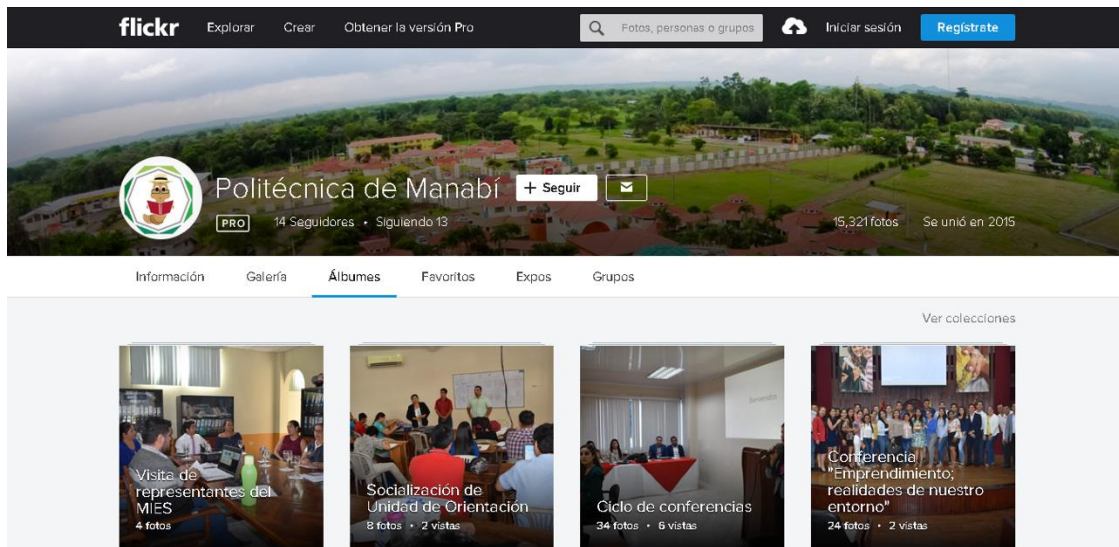 flickr Explorar Crear Obtener la versión Pro Fotos, personas o grupos Iniciar sesión Regístrate
Politécnica de Manabí + Seguir
PRO 14 Seguidores • Siguiendo 13 15,321 fotos Se unió en 2015
Información Galería Álbumes Favoritos Expos Grupos
Ver colecciones
Visita de
representantes del
MIES
4 fotos
Socialización de
Unidad de Orientación
8 fotos • 2 vistas
Bienvenidos
Ciclo de conferencias
34 fotos • 6 vistas
Conferencia
"Emprendimiento;
realidades de nuestro
entorno"
24 fotos • 2 vistas